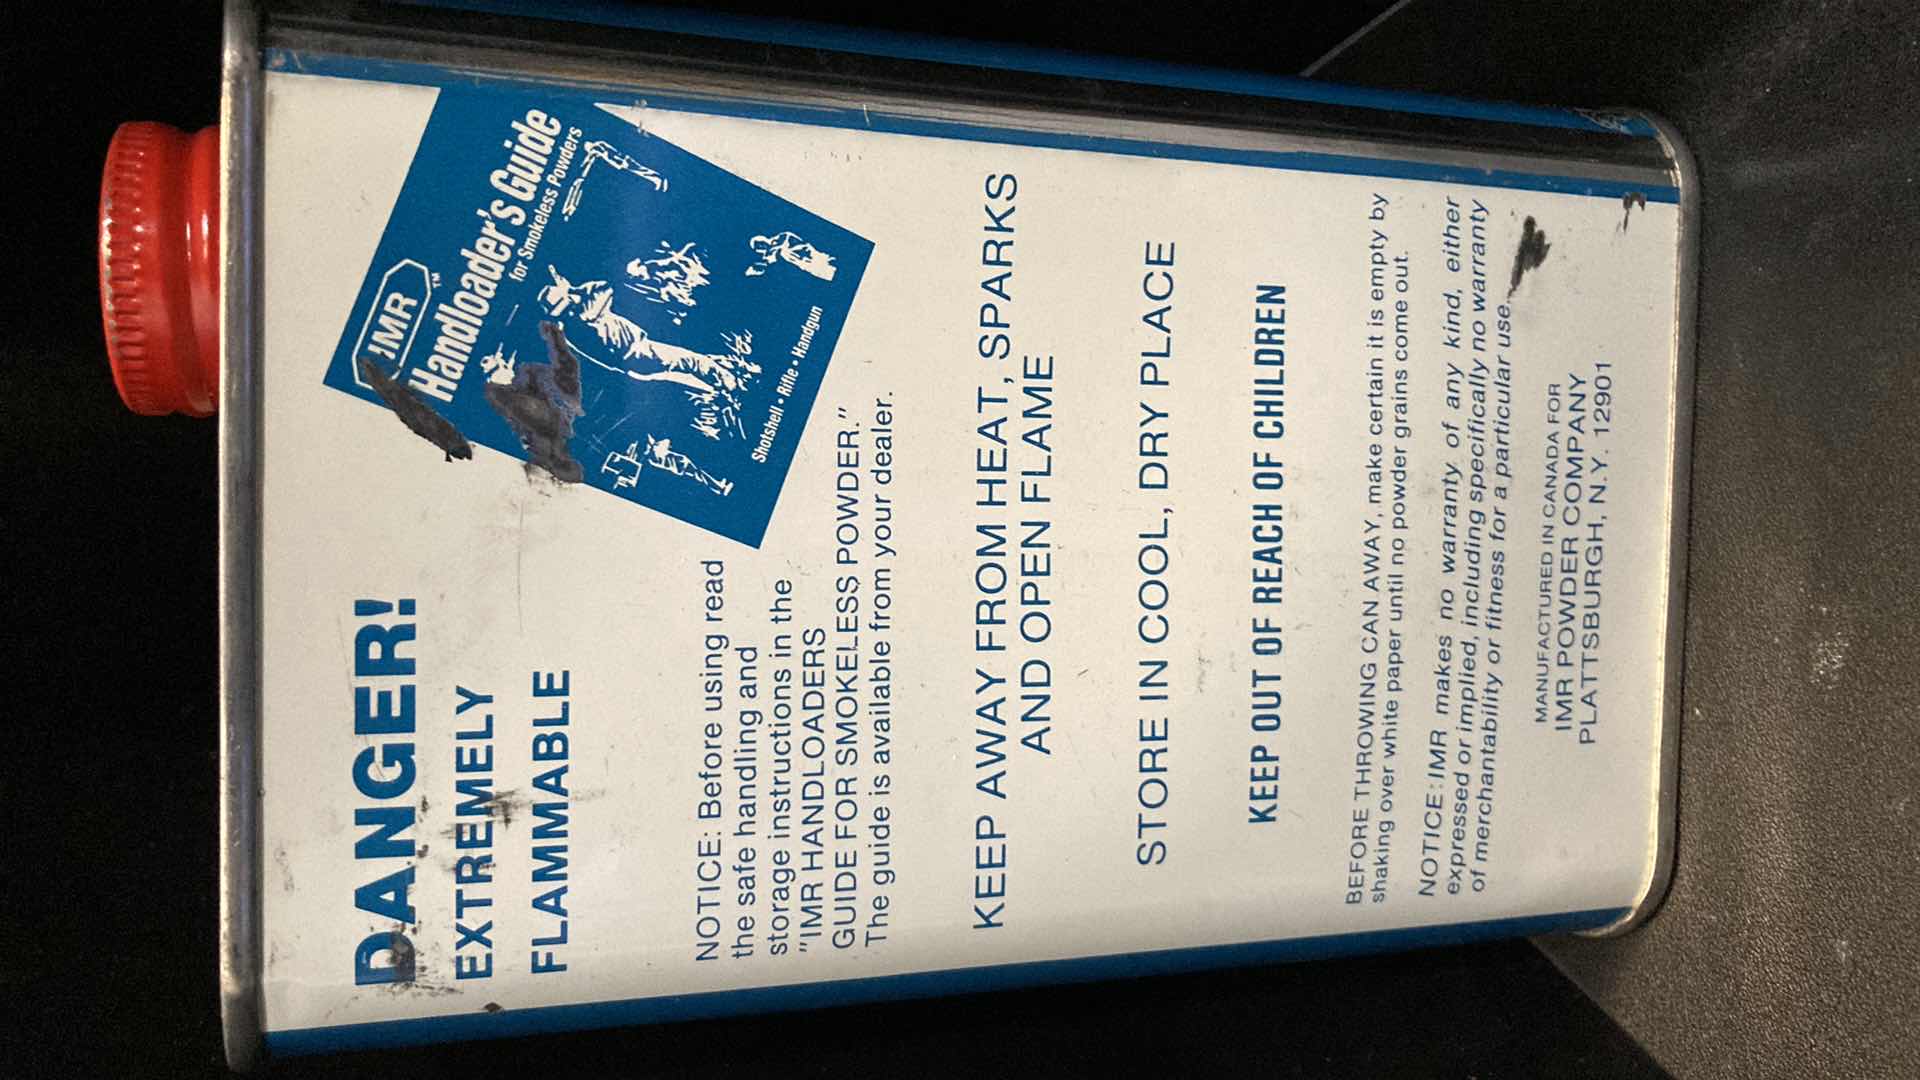 DANGER!
EXTREMELY
FLAMMABLE
IMR™
Handloader's Guide
for Smokeless Powders
Shotshell • Rifle • Handgun
NOTICE: Before using read
the safe handling and
storage instructions in the
"IMR HANDLOADERS
GUIDE FOR SMOKELESS POWDER."
The guide is available from your dealer.
KEEP AWAY FROM HEAT, SPARKS
AND OPEN FLAME
STORE IN COOL, DRY PLACE
KEEP OUT OF REACH OF CHILDREN
BEFORE THROWING CAN AWAY, make certain it is empty by
shaking over white paper until no powder grains come out.
NOTICE: IMR makes no warranty of any kind, either
expressed or implied, including specifically no warranty
of merchantability or fitness for a particular use.
MANUFACTURED IN CANADA FOR
IMR POWDER COMPANY
PLATTSBURGH, N.Y. 12901